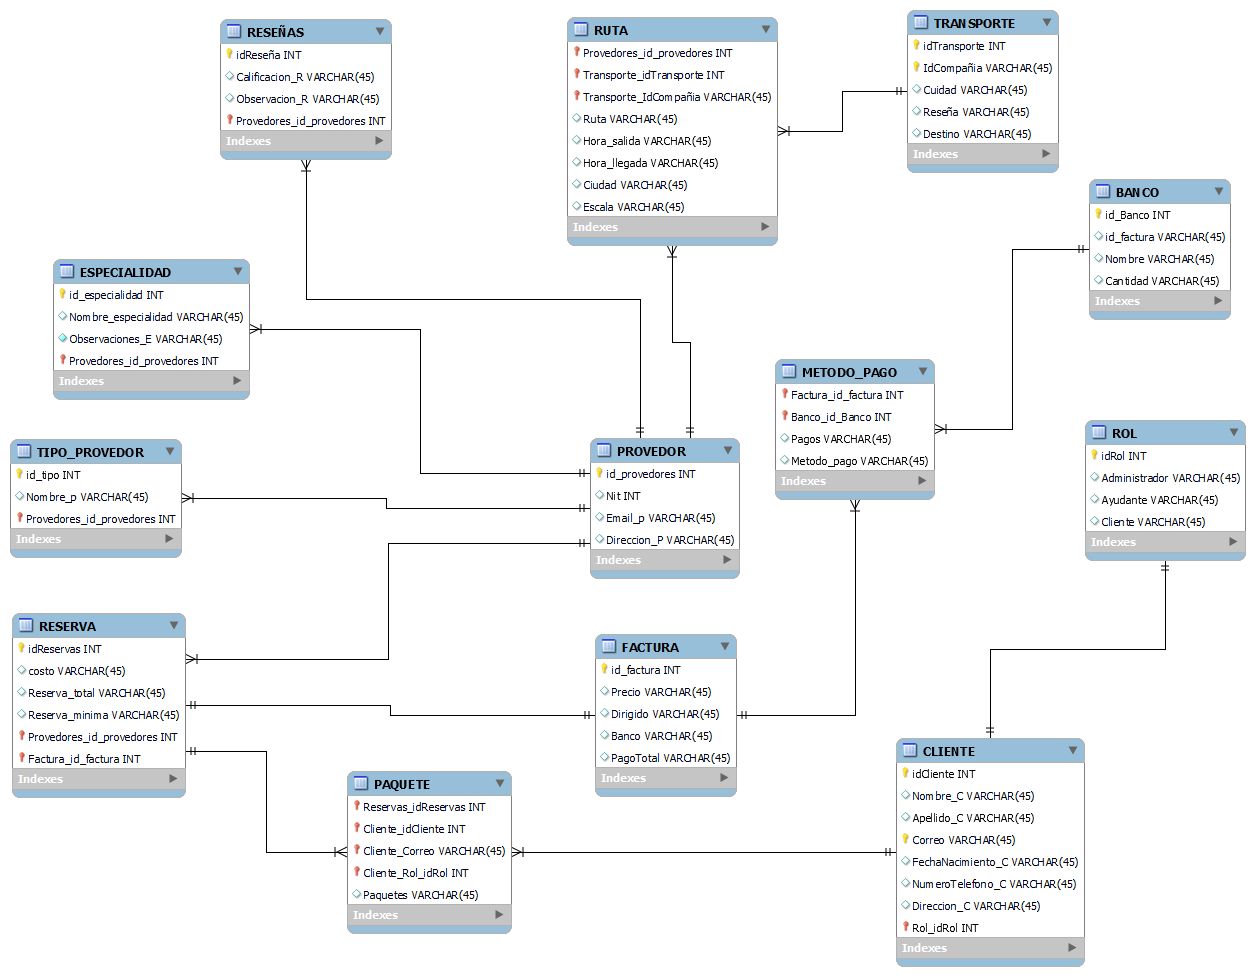 RESEÑAS
idReseña INT
Calificacion_R VARCHAR(45)
Observacion_R VARCHAR(45)
Provedores_id_provedores INT
Indexes
RUTA
Provedores_id_provedores INT
Transporte_idTransporte INT
Transporte_IdCompañia VARCHAR(45)
Ruta VARCHAR(45)
Hora_salida VARCHAR(45)
Hora_llegada VARCHAR(45)
Ciudad VARCHAR(45)
Escala VARCHAR(45)
Indexes
TRANSPORTE
idTransporte INT
IdCompañia VARCHAR(45)
Cuidad VARCHAR(45)
Reseña VARCHAR(45)
Destino VARCHAR(45)
Indexes
BANCO
id_Banco INT
id_factura VARCHAR(45)
Nombre VARCHAR(45)
Cantidad VARCHAR(45)
Indexes
ESPECIALIDAD
id_especialidad INT
Nombre_especialidad VARCHAR(45)
Observaciones_E VARCHAR(45)
Provedores_id_provedores INT
Indexes
METODO_PAGO
Factura_id_factura INT
Banco_id_Banco INT
Pagos VARCHAR(45)
Metodo_pago VARCHAR(45)
Indexes
ROL
idRol INT
Administrador VARCHAR(45)
Ayudante VARCHAR(45)
Cliente VARCHAR(45)
Indexes
TIPO_PROVEDOR
id_tipo INT
Nombre_p VARCHAR(45)
Provedores_id_provedores INT
Indexes
PROVEDOR
id_provedores INT
Nit INT
Email_p VARCHAR(45)
Direccion_P VARCHAR(45)
Indexes
RESERVA
idReservas INT
costo VARCHAR(45)
Reserva_total VARCHAR(45)
Reserva_minima VARCHAR(45)
Provedores_id_provedores INT
Factura_id_factura INT
Indexes
FACTURA
id_factura INT
Precio VARCHAR(45)
Dirigido VARCHAR(45)
Banco VARCHAR(45)
PagoTotal VARCHAR(45)
Indexes
PAQUETE
Reservas_idReservas INT
Cliente_idCliente INT
Cliente_Correo VARCHAR(45)
Cliente_Rol_idRol INT
Paquetes VARCHAR(45)
Indexes
CLIENTE
idCliente INT
Nombre_C VARCHAR(45)
Apellido_C VARCHAR(45)
Correo VARCHAR(45)
FechaNacimiento_C VARCHAR(45)
NumeroTelefono_C VARCHAR(45)
Direccion_C VARCHAR(45)
Rol_idRol INT
Indexes